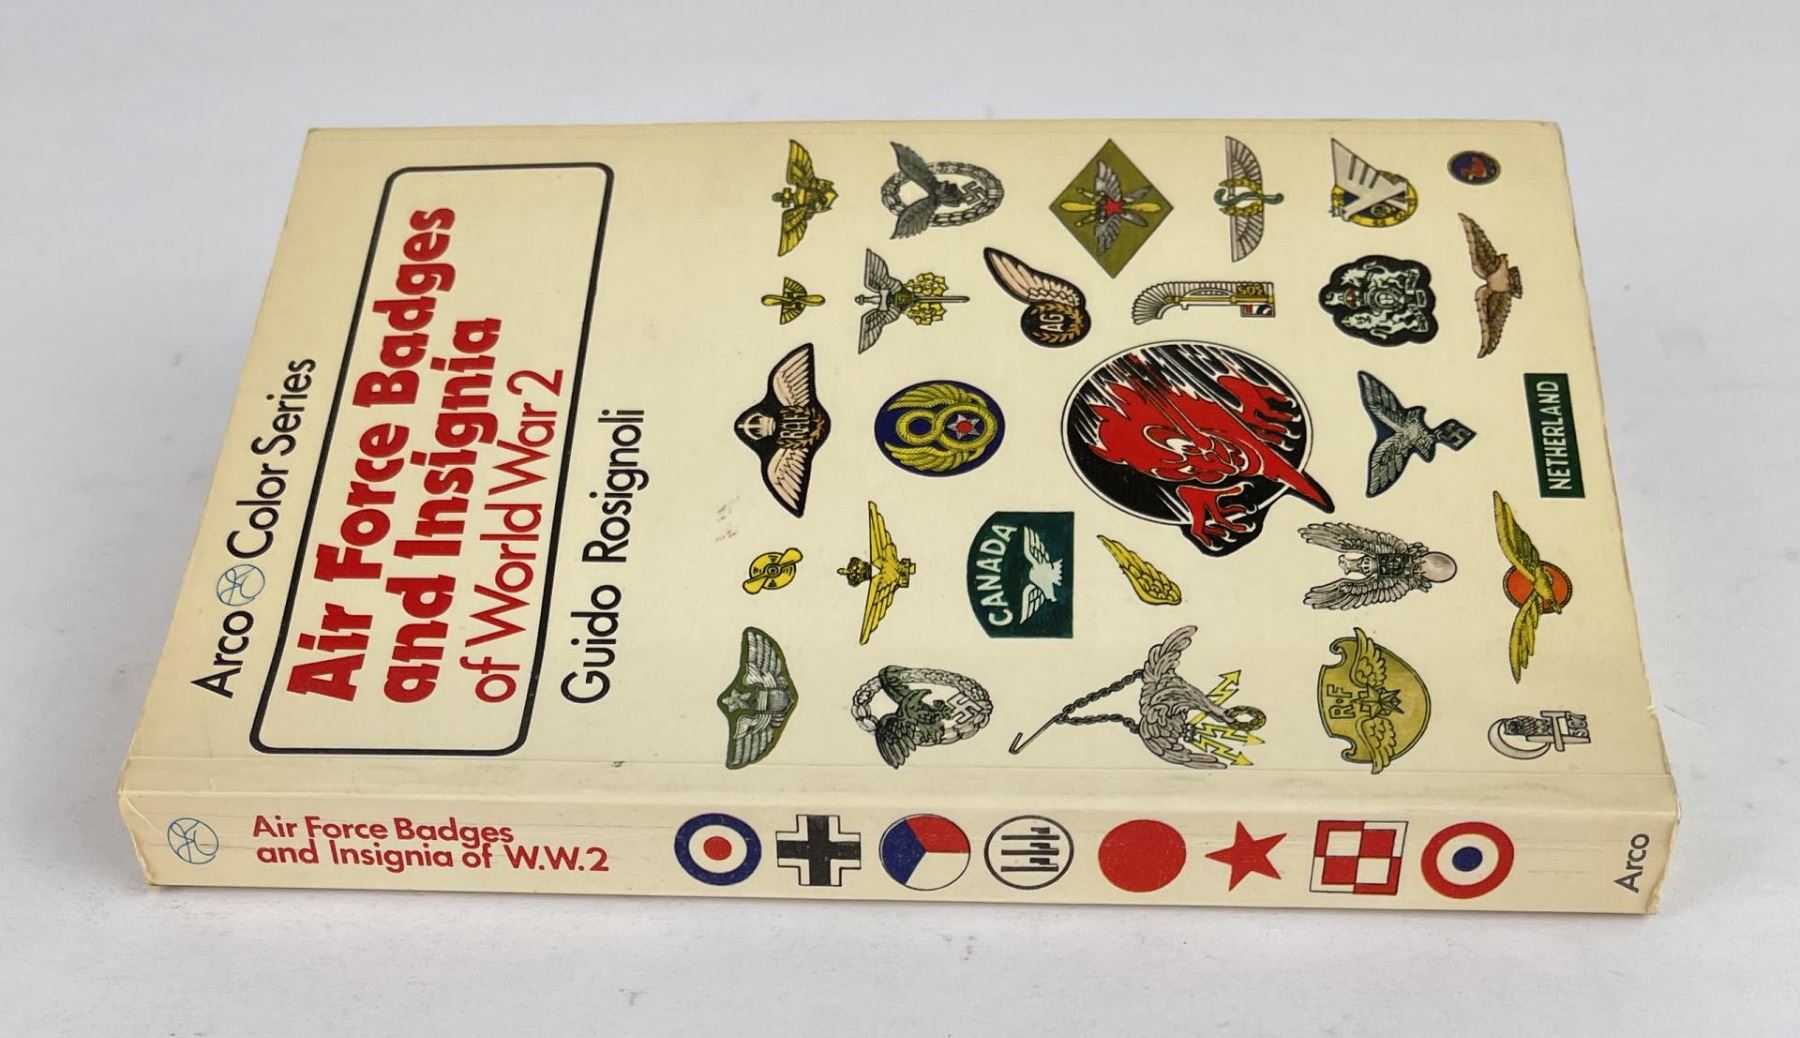 Arco Color Series
Air Force Badges
and Insignia
of World War 2
Guido Rosignoli
RAF
8
AG
CANADA
R·F
NETHERLAND
Air Force Badges
and Insignia of W.W.2
Arco